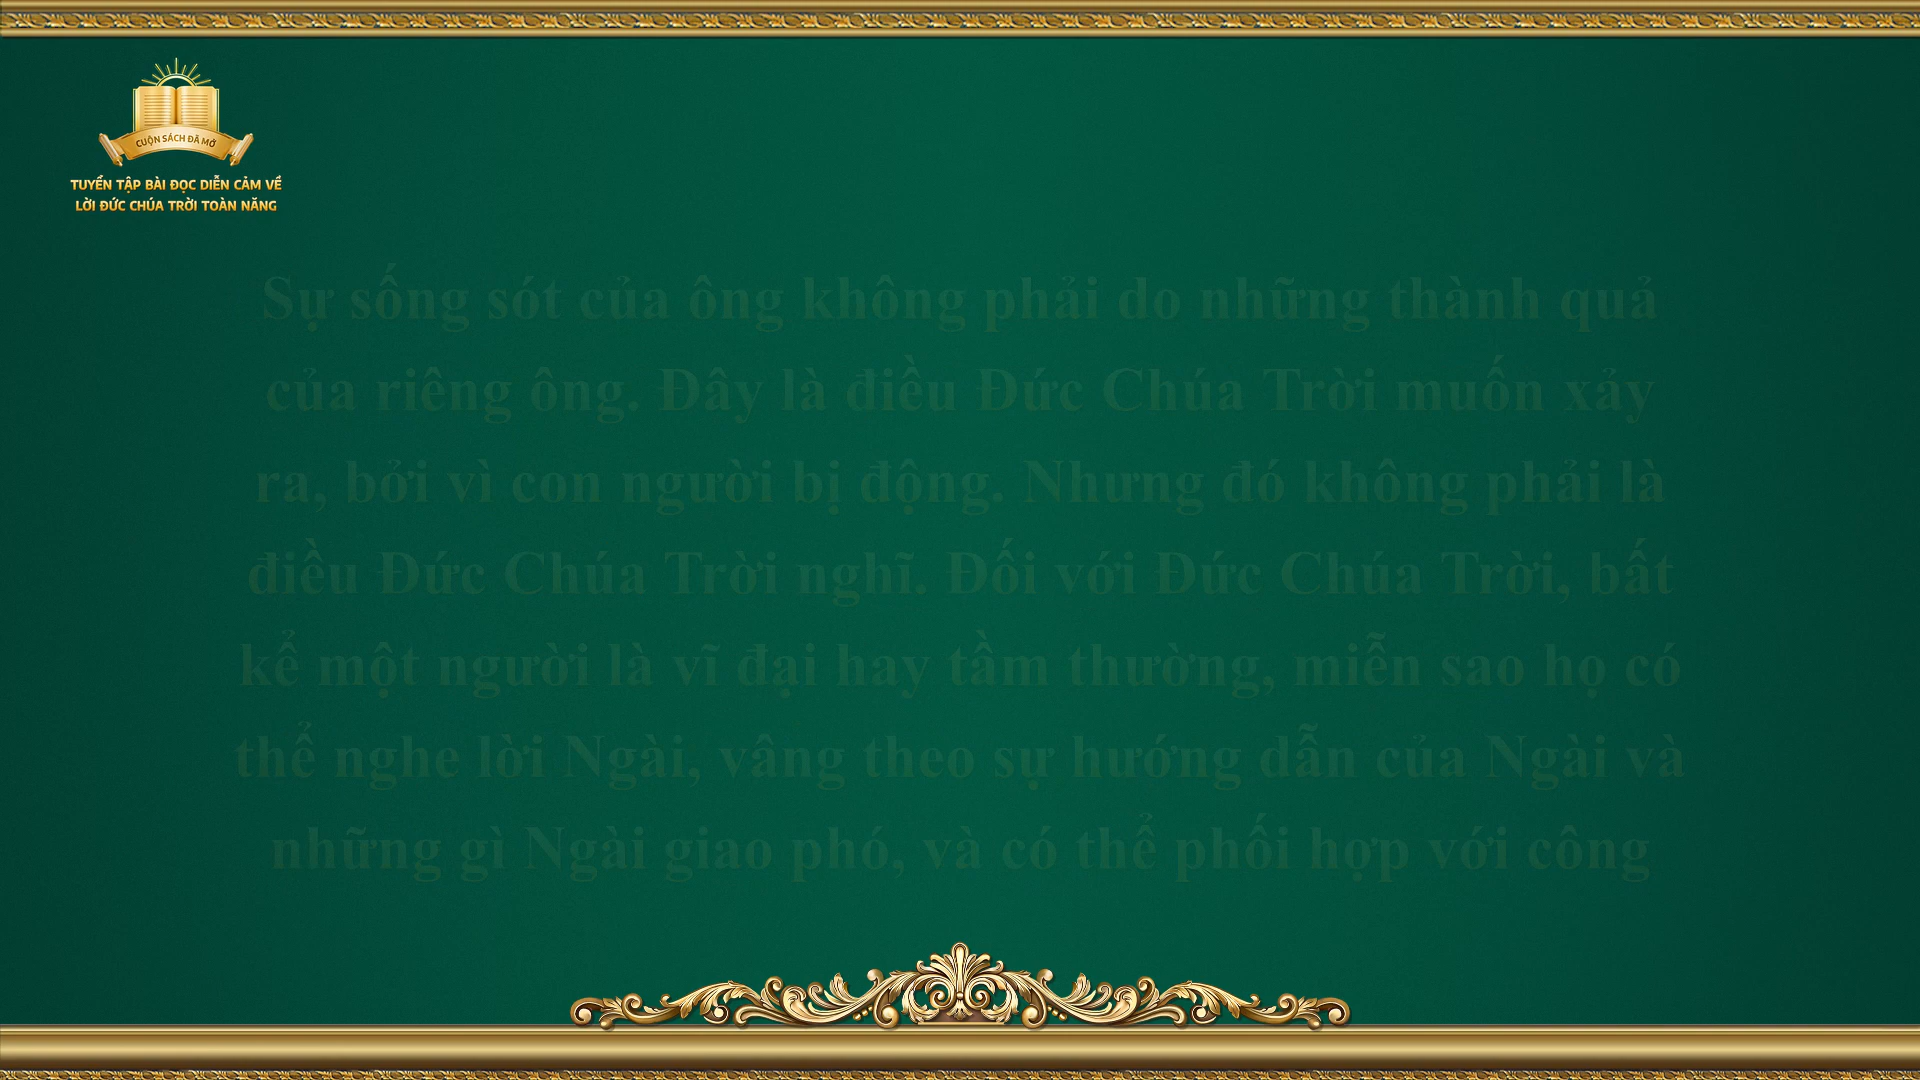 CUỘN SÁCH ĐÃ MỞ
TUYỂN TẬP BÀI ĐỌC DIỄN CẢM VỀ
LỜI ĐỨC CHÚA TRỜI TOÀN NĂNG
Sự sống sót của ông không phải do những thành quả
của riêng ông. Đây là điều Đức Chúa Trời muốn xảy
ra, bởi vì con người bị động. Nhưng đó không phải là
điều Đức Chúa Trời nghĩ. Đối với Đức Chúa Trời, bất
kể một người là vĩ đại hay tầm thường, miễn sao họ có
thể nghe lời Ngài, vâng theo sự hướng dẫn của Ngài và
những gì Ngài giao phó, và có thể phối hợp với công